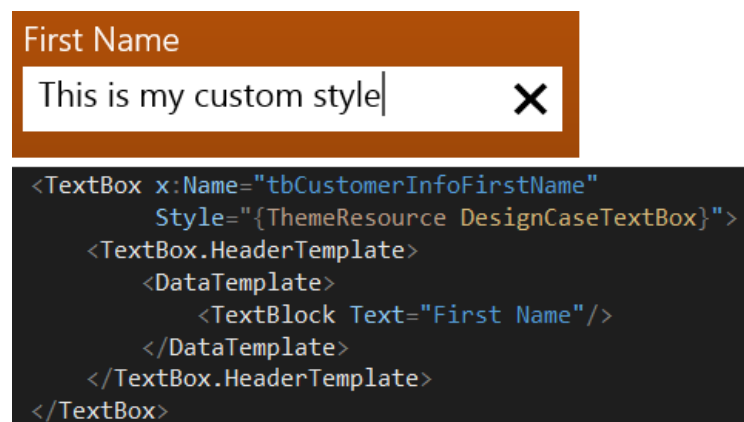 First Name
This is my custom style
<TextBox x:Name="tbCustomerInfoFirstName"
Style="{ThemeResource DesignCaseTextBox}">
<TextBox.HeaderTemplate>
<DataTemplate>
<TextBlock Text="First Name"/>
</DataTemplate>
</TextBox.HeaderTemplate>
</TextBox>